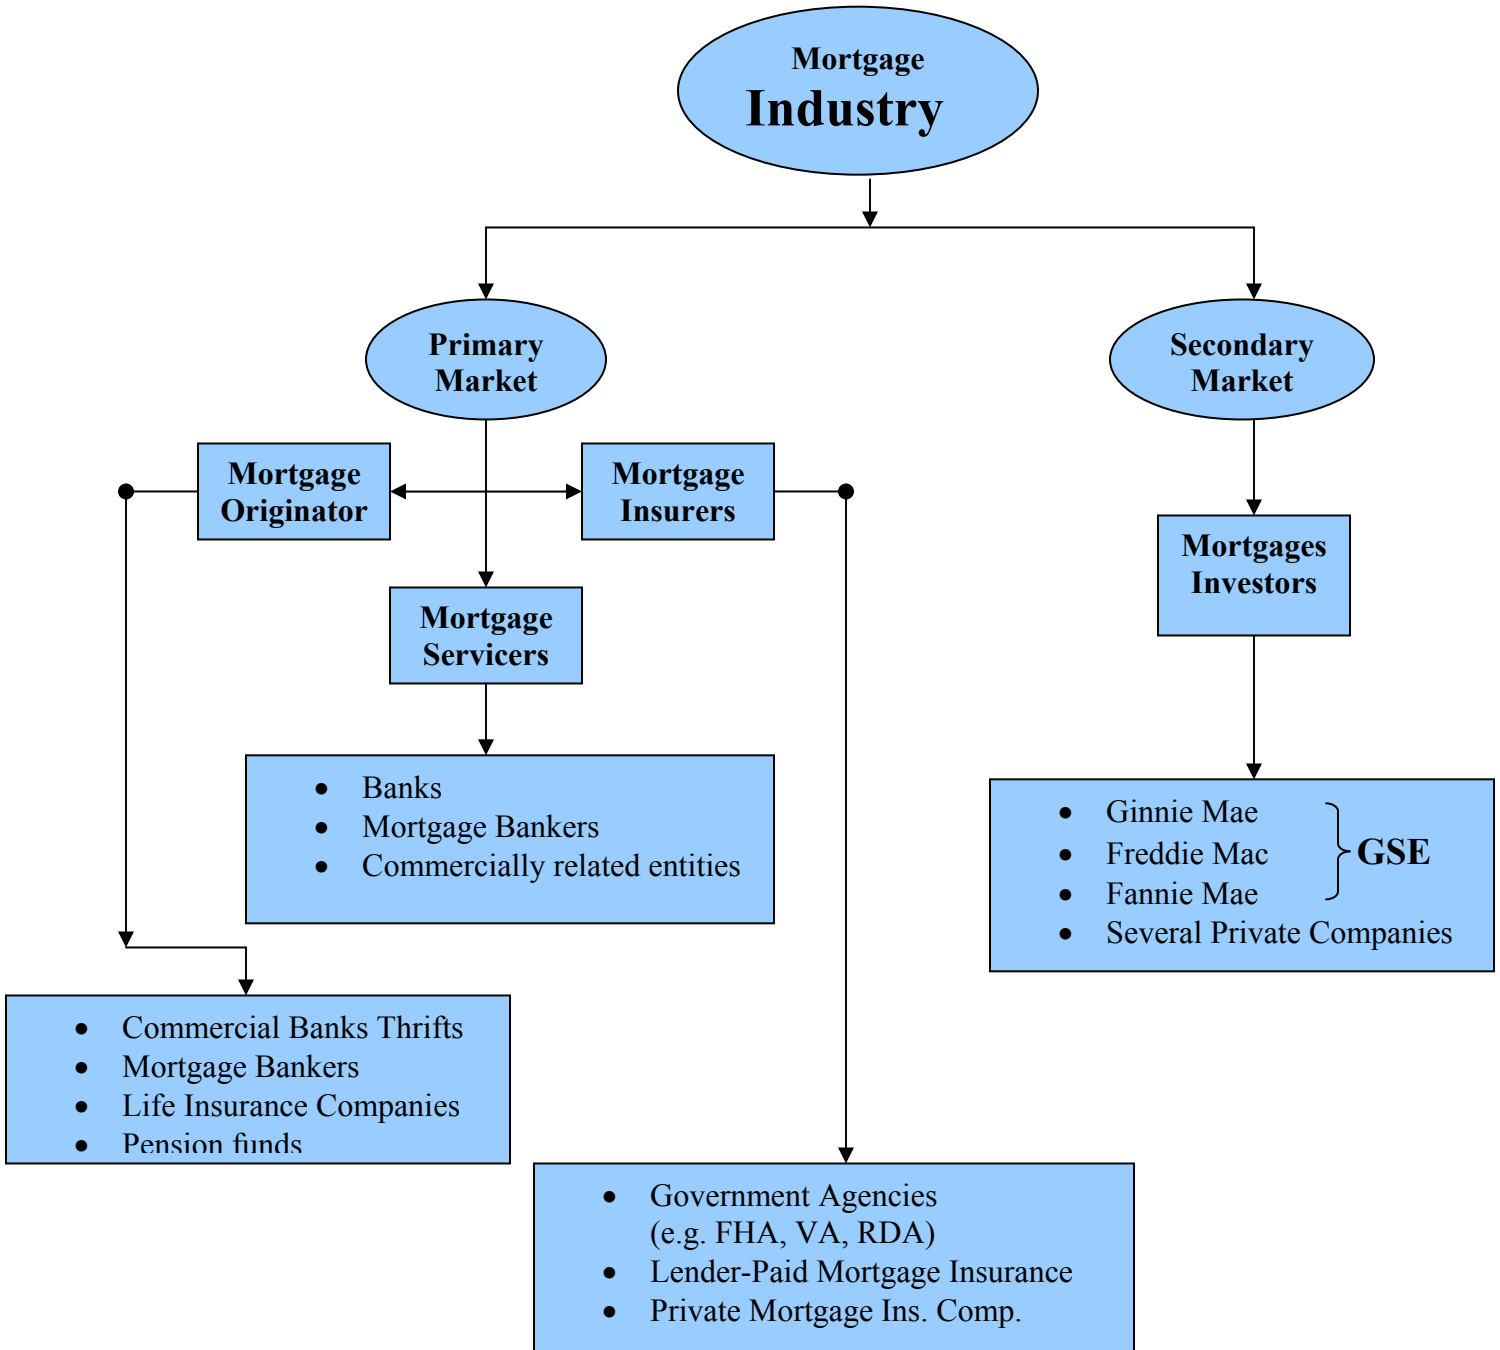 Mortgage
Industry
Primary
Market
Secondary
Market
Mortgage
Originator
Mortgage
Insurers
Mortgages
Investors
Mortgage
Servicers
• Banks
• Mortgage Bankers
• Commercially related entities
• Ginnie Mae
• Freddie Mac
• Fannie Mae
GSE
• Several Private Companies
• Commercial Banks Thrifts
• Mortgage Bankers
• Life Insurance Companies
• Pension funds
• Government Agencies
(e.g. FHA, VA, RDA)
• Lender-Paid Mortgage Insurance
• Private Mortgage Ins. Comp.